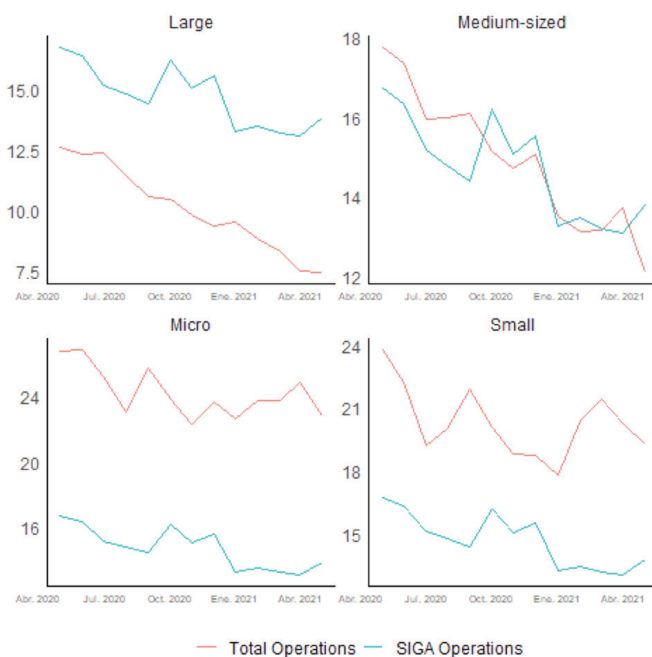 Large
15.0
12.5
10.0
7.5
Abr. 2020 Jul. 2020 Oct. 2020 Ene. 2021 Abr. 2021
Medium-sized
18
16
14
12
Abr. 2020 Jul. 2020 Oct. 2020 Ene. 2021 Abr. 2021
Micro
24
20
16
Abr. 2020 Jul. 2020 Oct. 2020 Ene. 2021 Abr. 2021
Small
24
21
18
15
Abr. 2020 Jul. 2020 Oct. 2020 Ene. 2021 Abr. 2021
Total Operations SIGA Operations